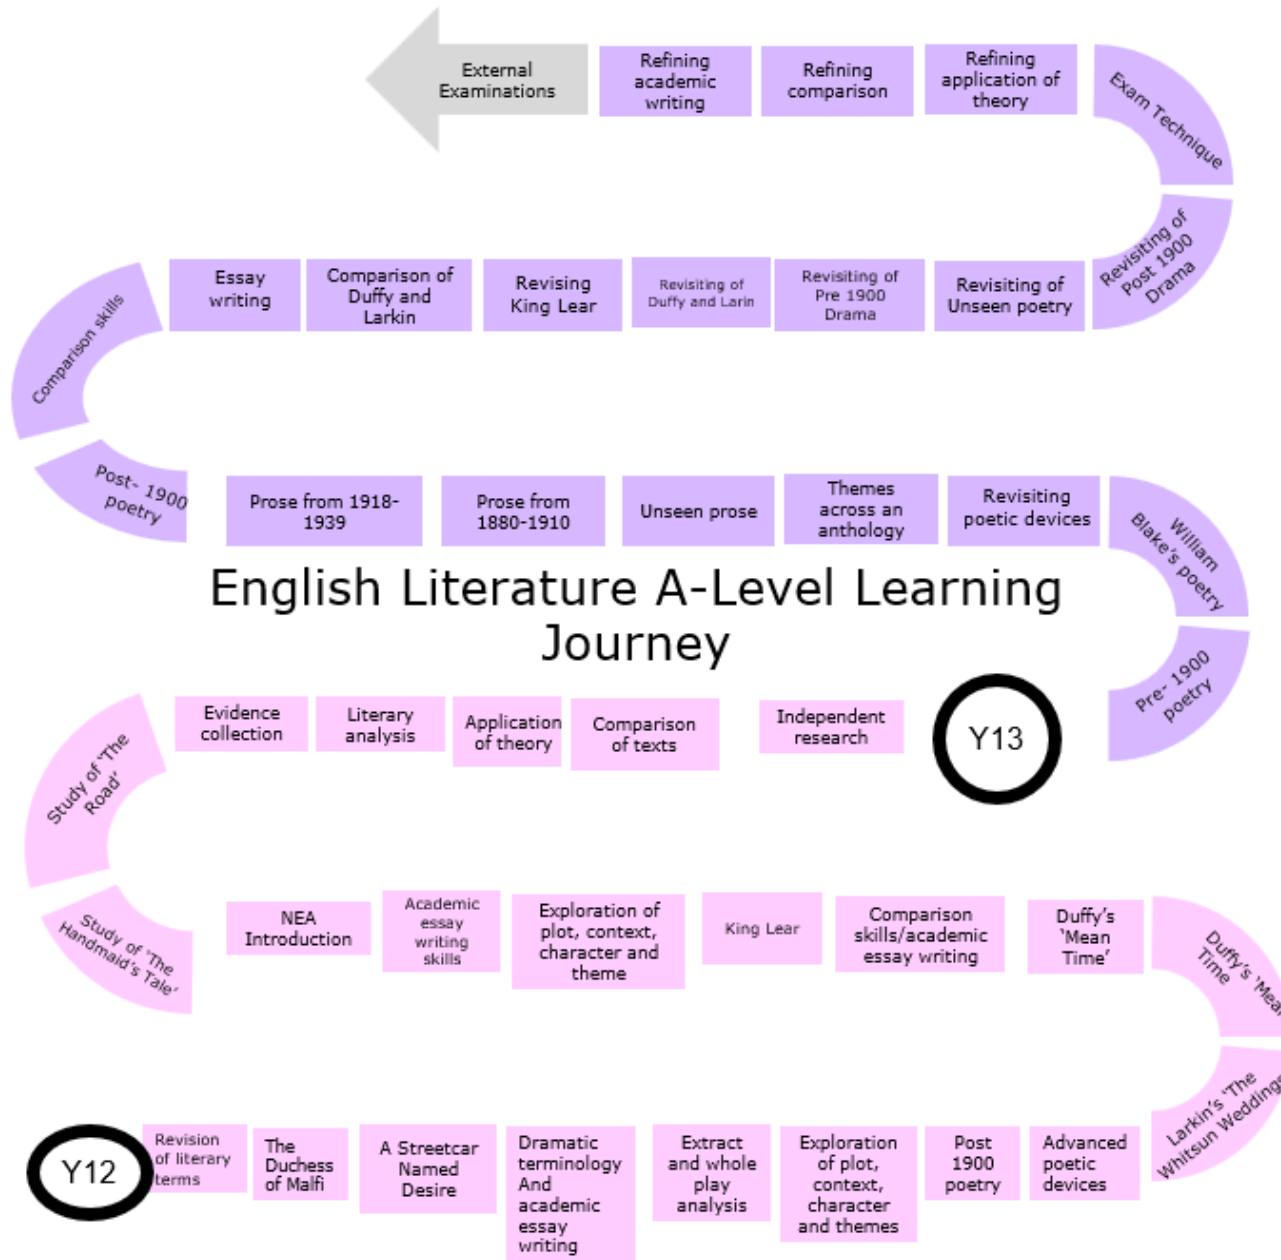 External
Examinations
Refining
academic
writing
Refining
comparison
Refining
application of
theory
Exam Technique
Essay
writing
Comparison of
Duffy and
Larkin
Revising
King Lear
Revisiting of
Duffy and Larin
Revisiting of
Pre 1900
Drama
Revisiting of
Unseen poetry
Revisiting of
Post 1900
Drama
Comparison skills
Post- 1900
poetry
Prose from 1918-
1939
Prose from
1880-1910
Unseen prose
Themes
across an
anthology
Revisiting
poetic devices
William
Blake's poetry
English Literature A-Level Learning
Journey
Pre- 1900
poetry
Y13
Evidence
collection
Literary
analysis
Application
of theory
Comparison
of texts
Independent
research
Study of ‘The
Road’
Study of ‘The
Handmaid’s Tale’
NEA
Introduction
Academic
essay
writing
skills
Exploration of
plot, context,
character and
theme
King Lear
Comparison
skills/academic
essay writing
Duffy’s
‘Mean
Time’
Duffy’s ‘Mean
Time
Larkin’s ‘The
Whitsun Weddings
Y12
Revision
of literary
terms
The
Duchess
of Malfi
A Streetcar
Named
Desire
Dramatic
terminology
And
academic
essay
writing
Extract
and whole
play
analysis
Exploration
of plot,
context,
character
and themes
Post
1900
poetry
Advanced
poetic
devices